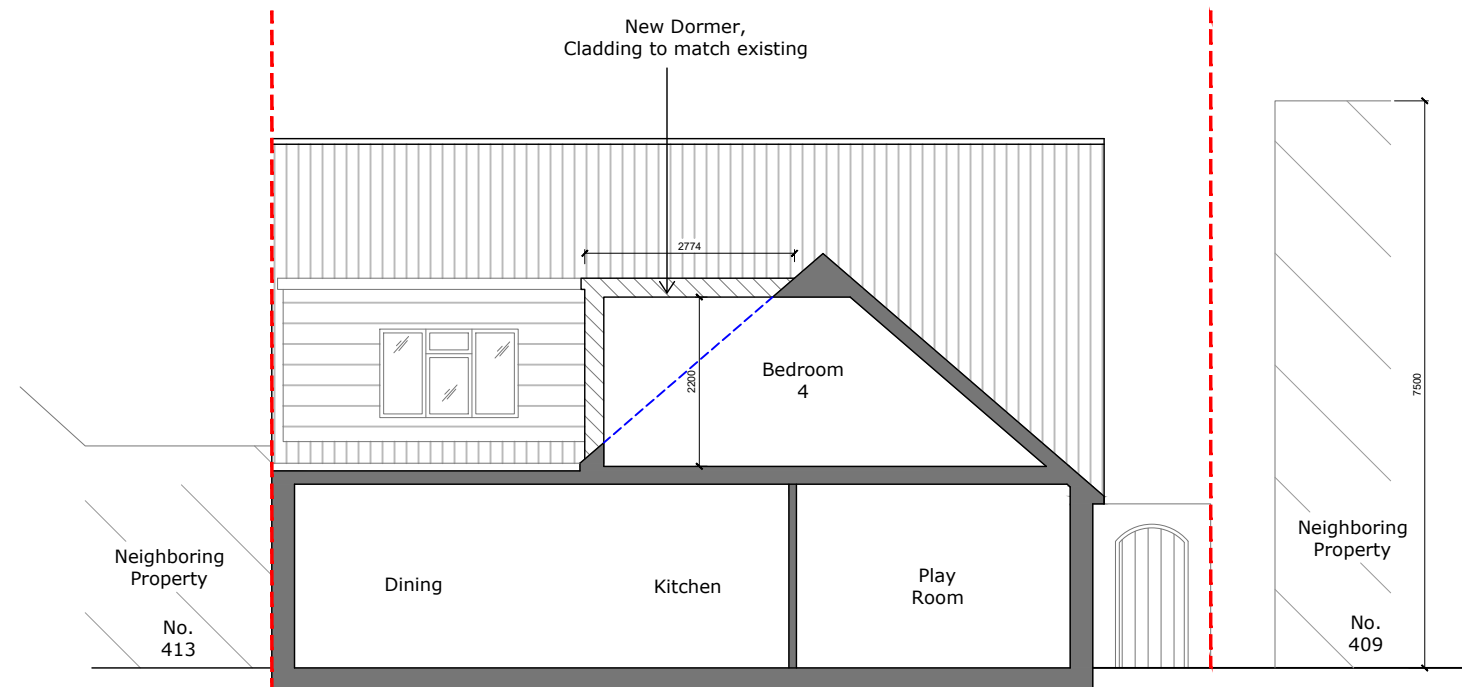 New Dormer,
Cladding to match existing
2774
2200
Bedroom
4
7500
Neighboring
Property
No.
413
Dining
Kitchen
Play
Room
Neighboring
Property
No.
409